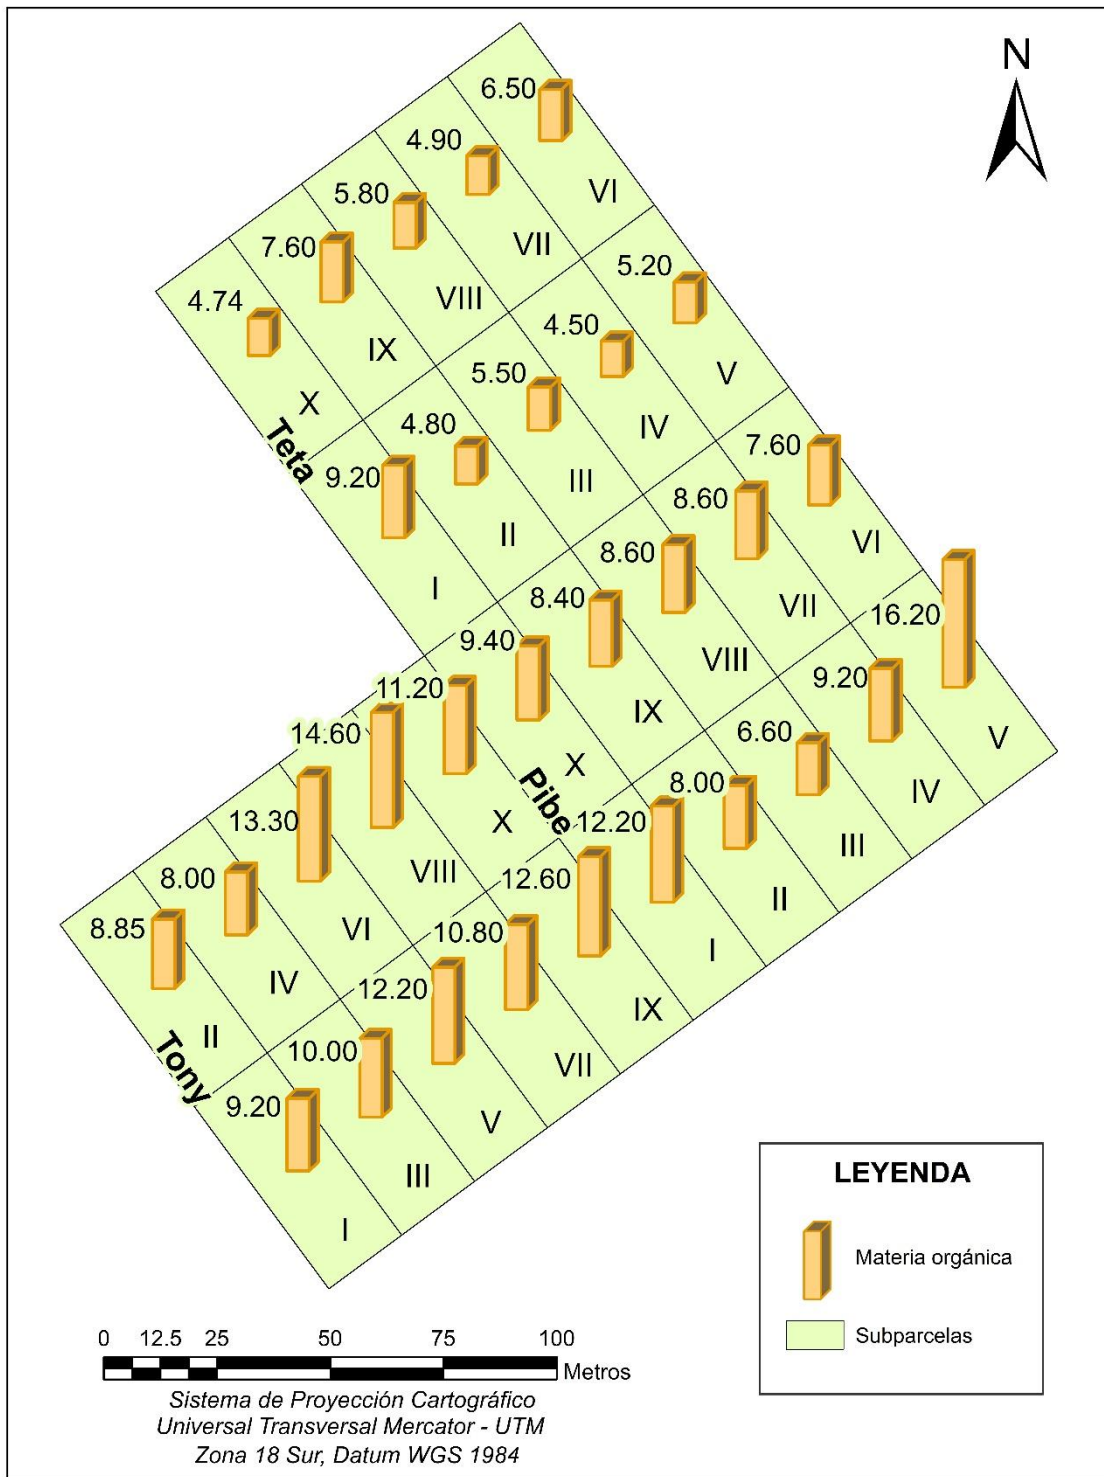 N
6.50
4.90
VI
5.80
VII
7.60
5.20
4.74
VIII
4.50
IX
V
5.50
X
IV
4.80
7.60
Teta
9.20
III
8.60
II
VI
8.60
I
VII
8.40
16.20
9.40
VIII
9.20
11.20
IX
V
14.60
6.60
X
Pibe
8.00
IV
13.30
X
12.20
III
VIII
12.60
8.00
II
8.85
VI
10.80
I
IV
12.20
IX
II
10.00
VII
Tony
9.20
V
III
I
LEYENDA
Materia orgánica
Subparcelas
0 12.5 25 50 75 100
Metros
Sistema de Proyección Cartográfico
Universal Transversal Mercator - UTM
Zona 18 Sur, Datum WGS 1984